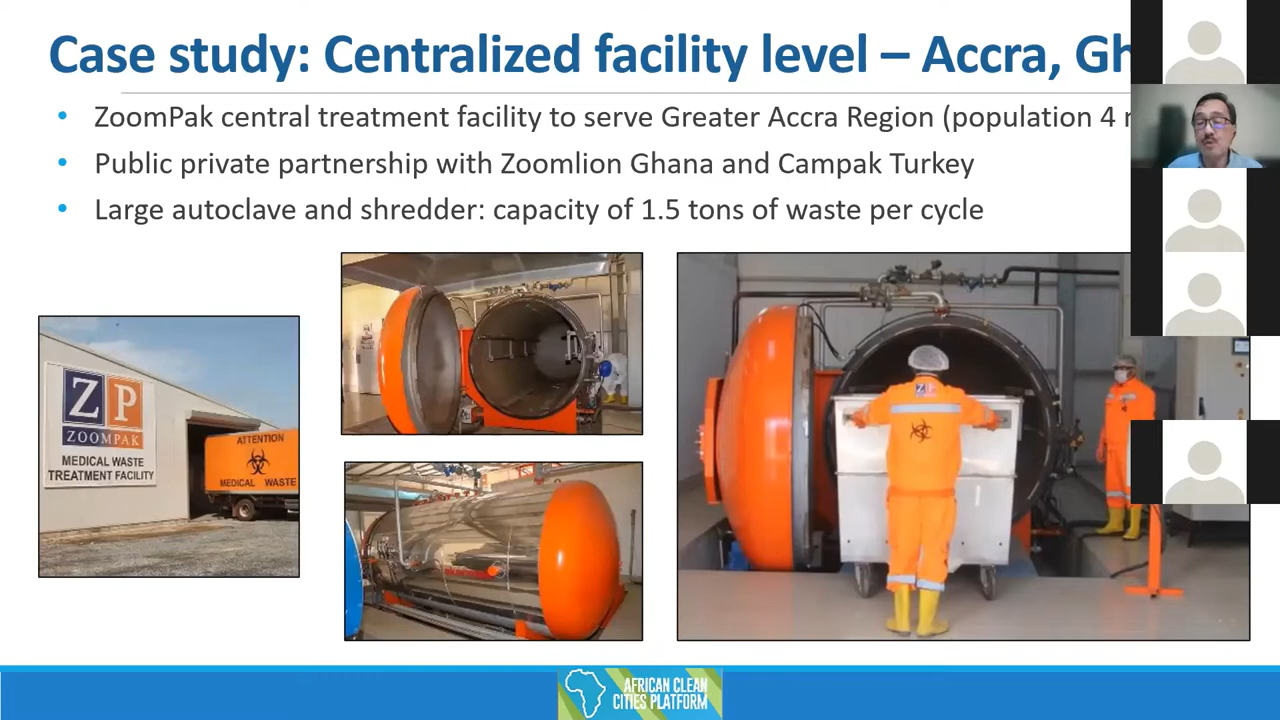 Case study: Centralized facility level – Accra, Gh
• ZoomPak central treatment facility to serve Greater Accra Region (population 4
• Public private partnership with Zoomlion Ghana and Campak Turkey
• Large autoclave and shredder: capacity of 1.5 tons of waste per cycle
ZP
ZOOMPAK
MEDICAL WASTE
TREATMENT FACILITY
ATTENTION
MEDICAL WASTE
ZP
AFRICAN CLEAN
CITIES PLATFORM